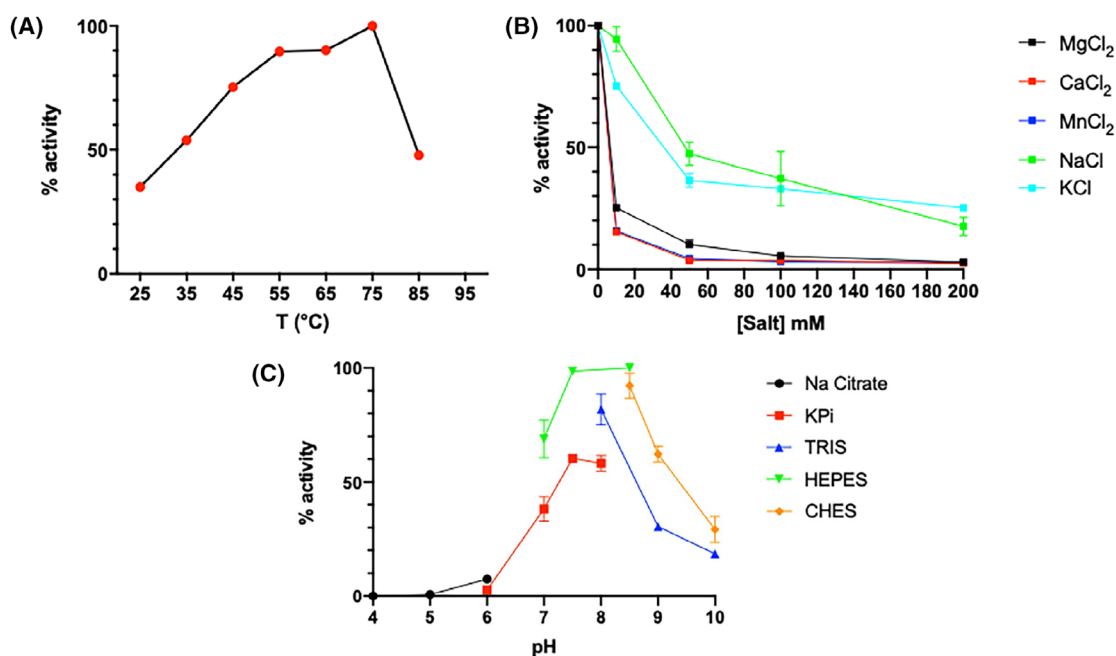 (A)
100
50
0
% activity
25 35 45 55 65 75 85 95
T (°C)
(B)
100
50
0
% activity
0 20 40 60 80 100 120 140 160 180 200
[Salt] mM
MgCl₂
CaCl₂
MnCl₂
NaCl
KCl
(C)
100
50
0
% activity
4 5 6 7 8 9 10
pH
Na Citrate
KPi
TRIS
HEPES
CHES